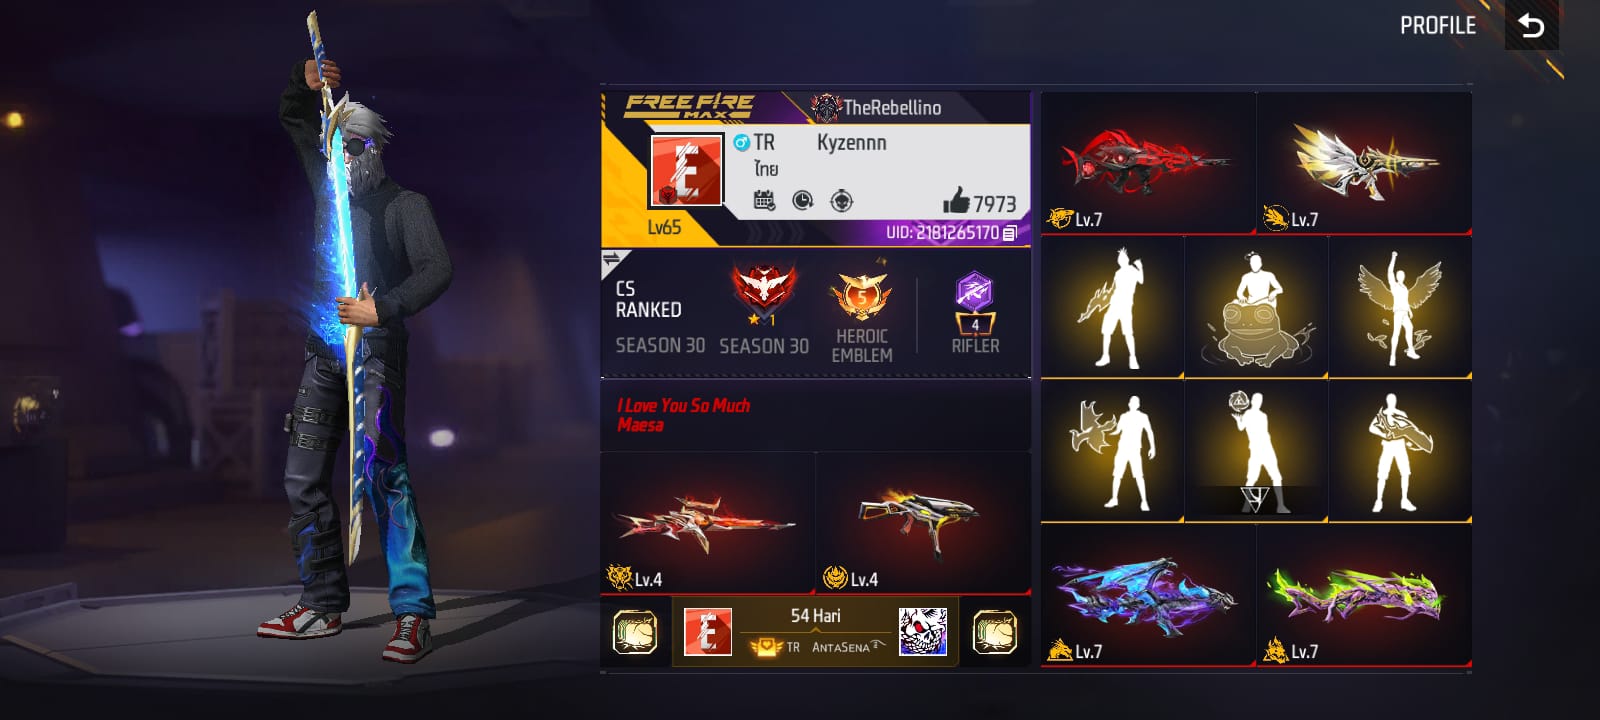 PROFILE
FREE FIRE
MAX
TheRebellino
TR Kyzennn
ไทย
7973
Lv65
UID: 2181265170
CS
RANKED
SEASON 30
1
SEASON 30
5
HEROIC
EMBLEM
4
RIFLER
I Love You So Much
Maesa
Lv.4
Lv.4
E
54 Hari
TR AntaSena
E
Lv.7
Lv.7
Lv.7
Lv.7